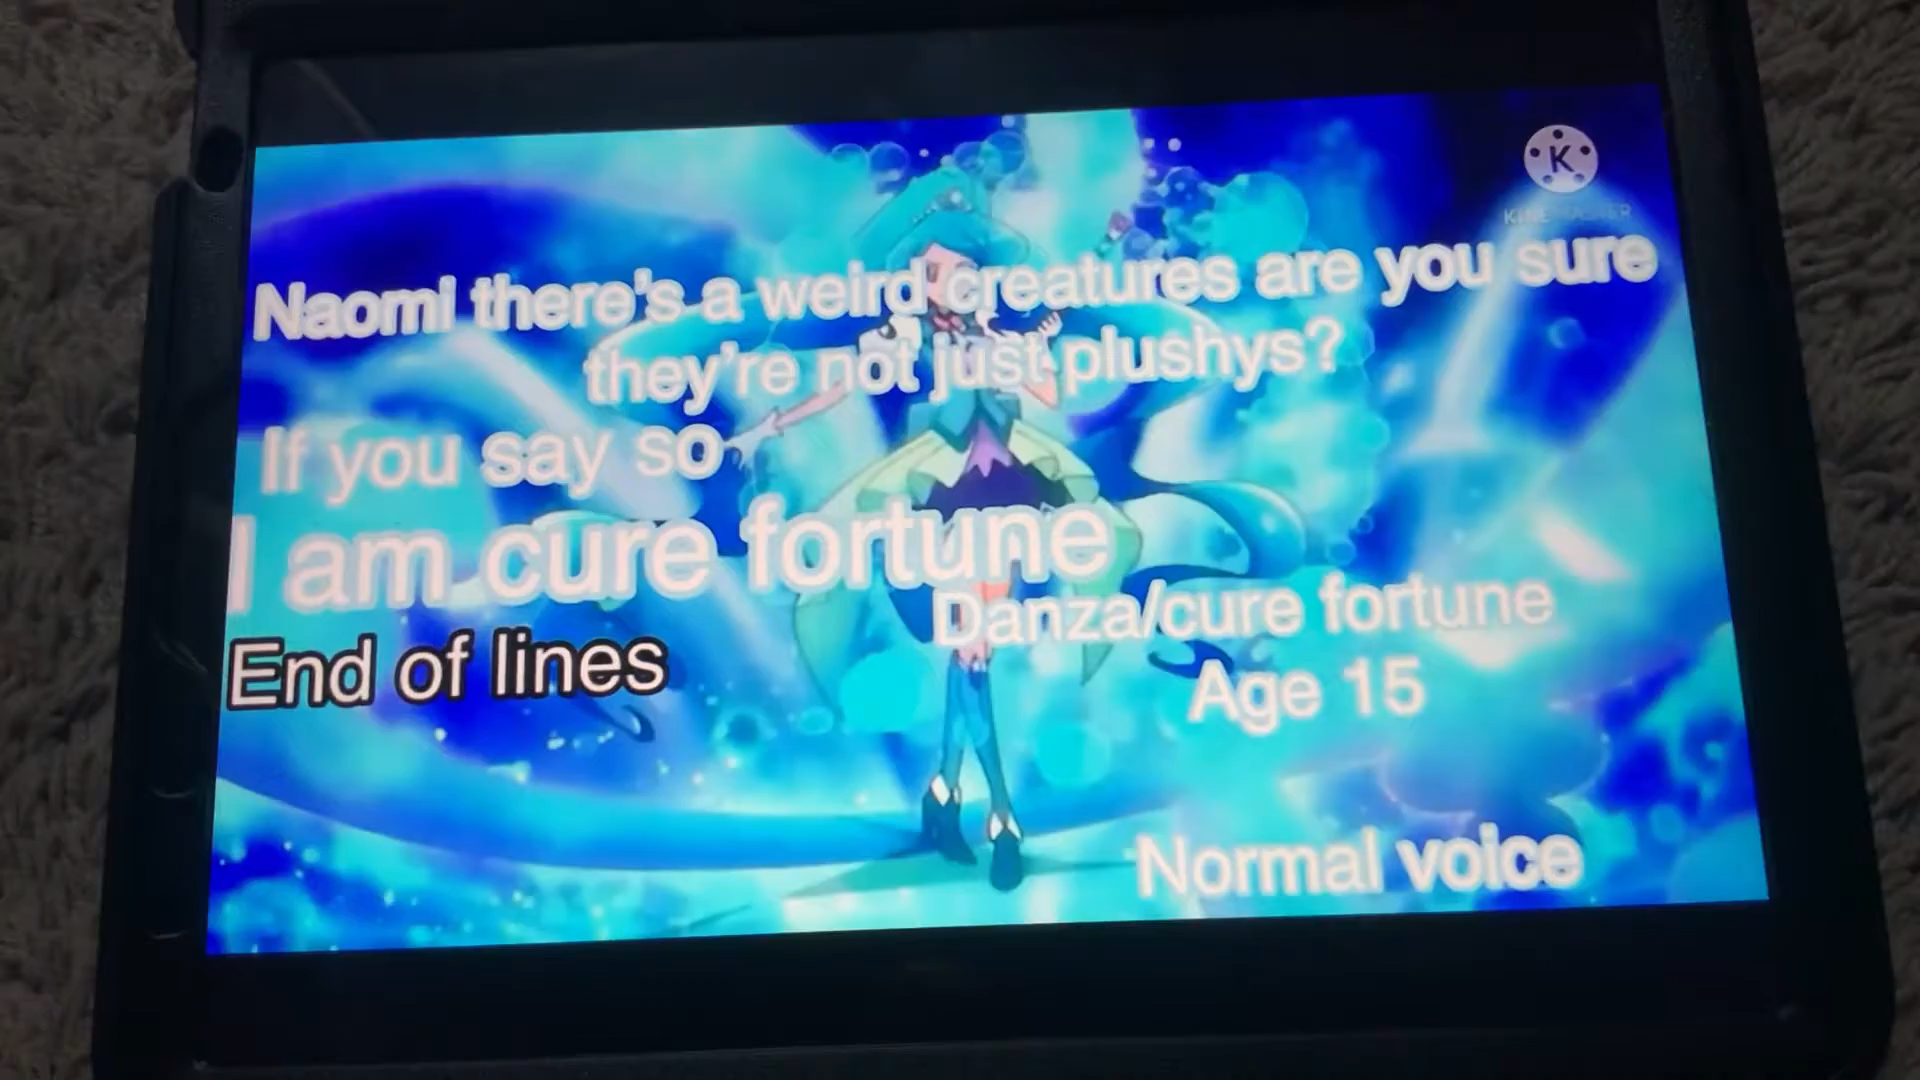 K
KINEMASTER
Naomi there's a weird creatures are you sure
they're not just plushys?
If you say so
I am cure fortune
Danza/cure fortune
End of lines
Age 15
Normal voice